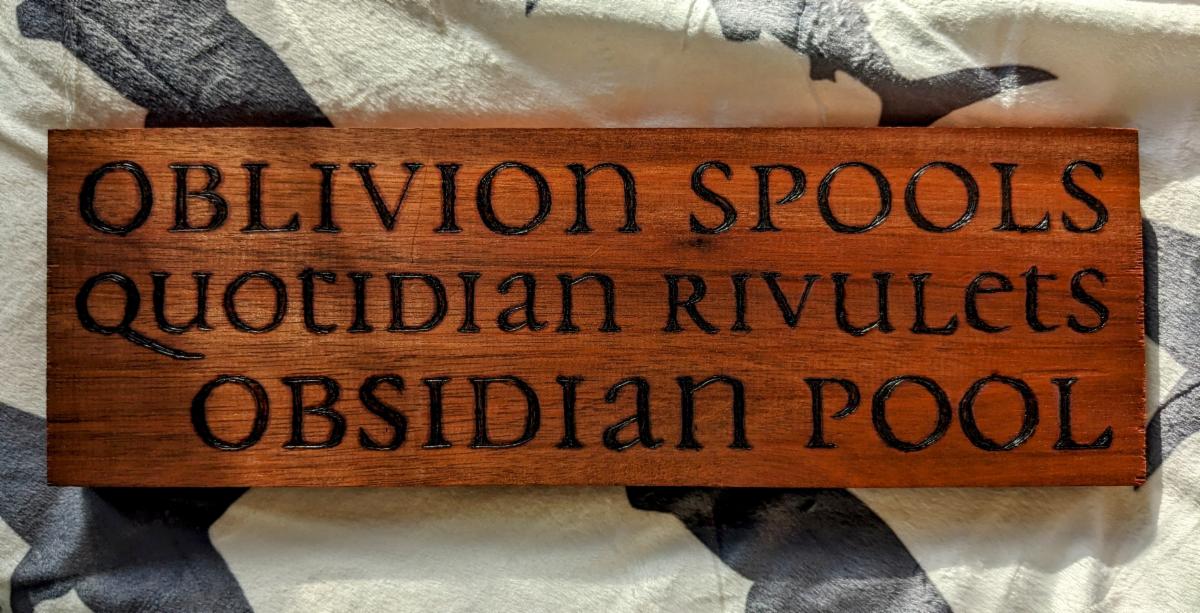 OBLIVION SPOOLS
QUOTIDIAN RIVULETS
OBSIDIAN POOL